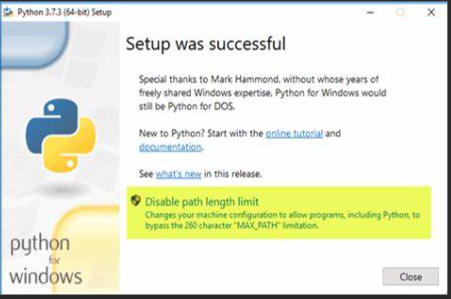 Python 3.7.3 (64-bit) Setup
Setup was successful
Special thanks to Mark Hammond, without whose years of
freely shared Windows expertise, Python for Windows would
still be Python for DOS.
New to Python? Start with the online tutorial and
documentation.
See what's new in this release.
Disable path length limit
Changes your machine configuration to allow programs, including Python, to
bypass the 260 character "MAX_PATH" limitation.
python
for
windows
Close